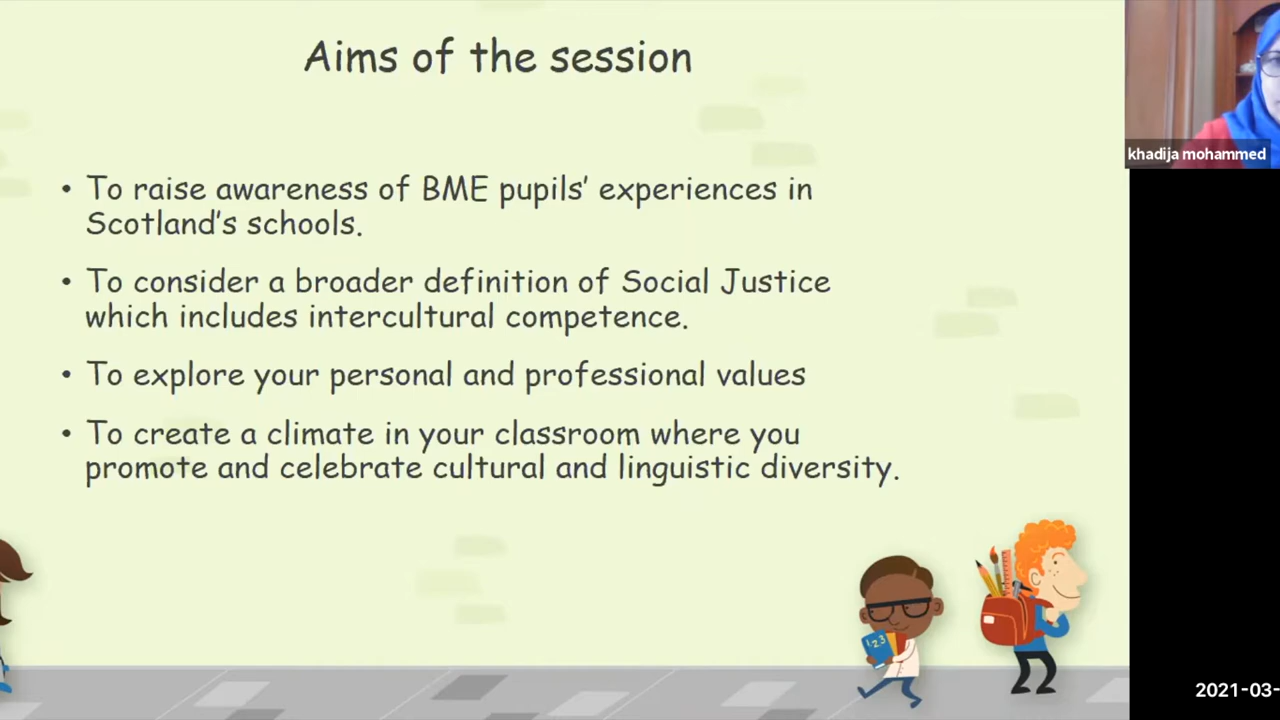 Aims of the session
khadija mohammed
• To raise awareness of BME pupils’ experiences in
Scotland’s schools.
• To consider a broader definition of Social Justice
which includes intercultural competence.
• To explore your personal and professional values
• To create a climate in your classroom where you
promote and celebrate cultural and linguistic diversity.
123
2021-03-